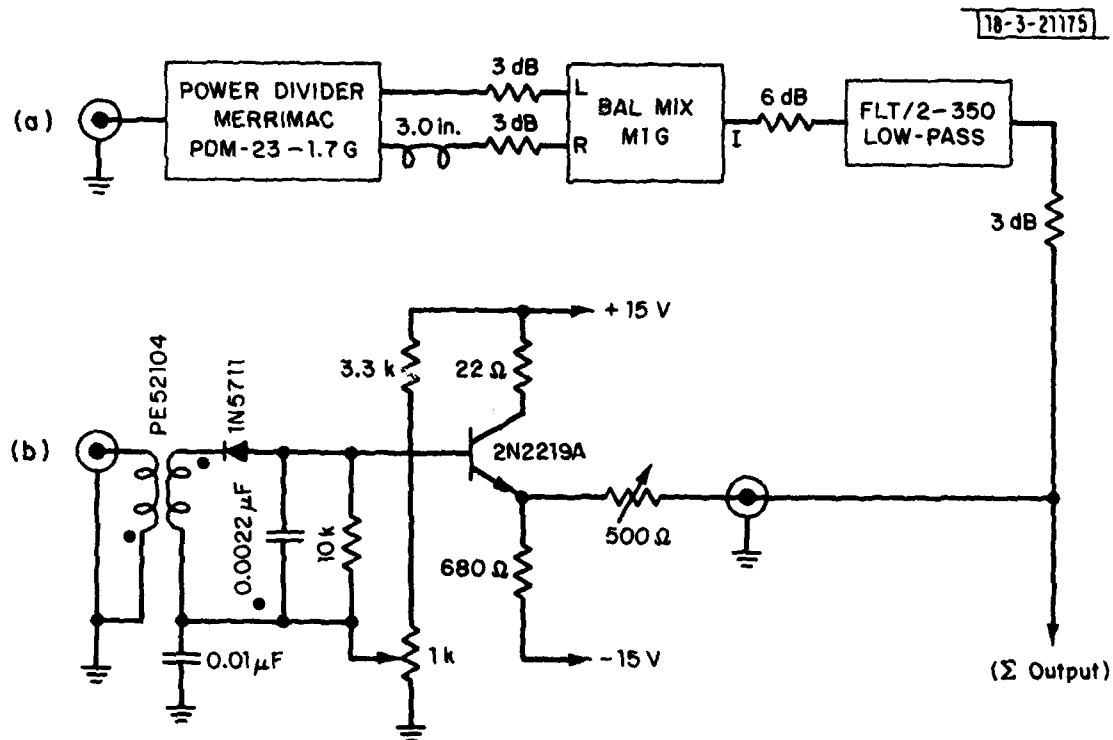 18-3-21175
(a)
POWER DIVIDER
MERRIMAC
PDM-23-1.7G
3 dB
3.0 in.
3 dB
L
R
BAL MIX
M1G
I
6 dB
FLT/2-350
LOW-PASS
3 dB
+15 V
3.3 k
22 Ω
PE52104
1N5711
(b)
2N2219A
0.0022 μF
10k
500 Ω
680 Ω
0.01 μF
1k
-15 V
(Σ Output)